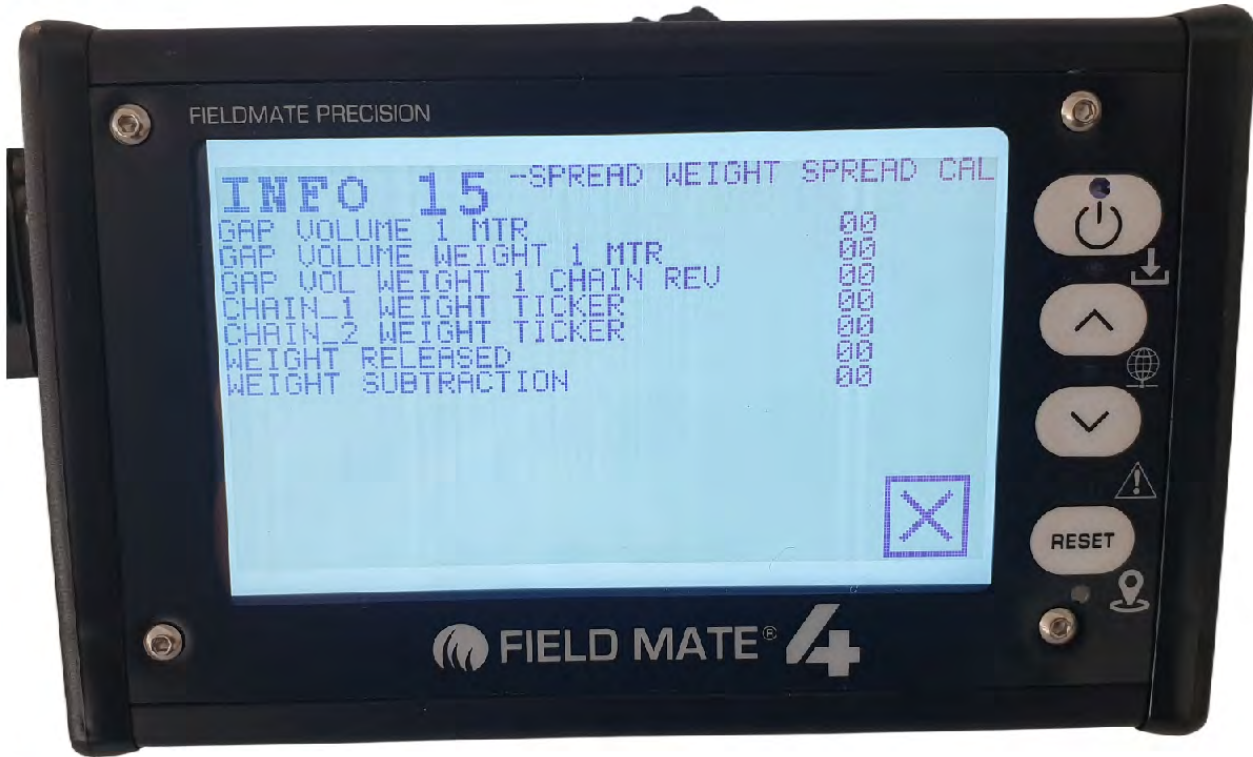 FIELDMATE PRECISION
INFO 15 -SPREAD WEIGHT SPREAD CAL
GAP VOLUME 1 MTR 00
GAP VOLUME WEIGHT 1 MTR 00
GAP VOL WEIGHT 1 CHAIN REV 00
CHAIN_1 WEIGHT TICKER 00
CHAIN_2 WEIGHT TICKER 00
WEIGHT RELEASED 00
WEIGHT SUBTRACTION 00
RESET
FIELD MATE® 4